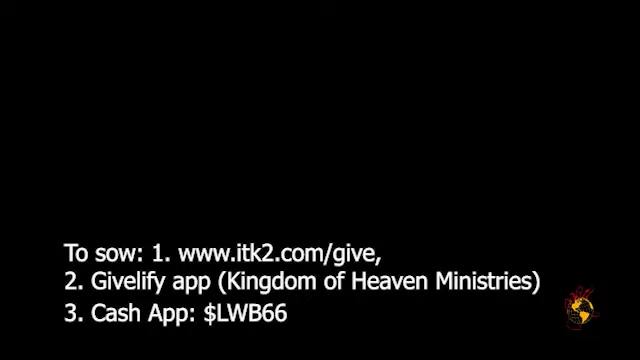 To sow: 1. www.itk2.com/give,
2. Givelify app (Kingdom of Heaven Ministries)
3. Cash App: $LWB66